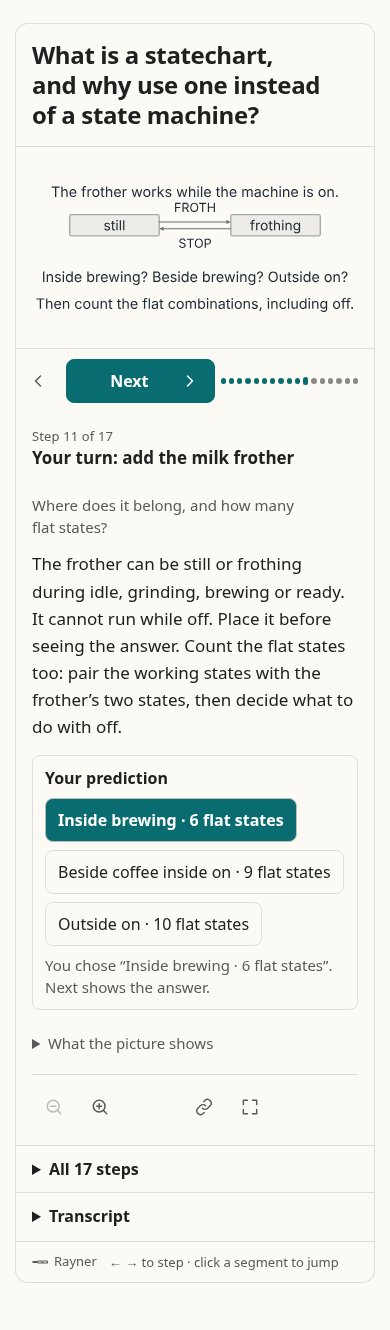 What is a statechart,
and why use one instead
of a state machine?
The frother works while the machine is on.
FROTH
still
frothing
STOP
Inside brewing? Beside brewing? Outside on?
Then count the flat combinations, including off.
Next
Step 11 of 17
Your turn: add the milk frother
Where does it belong, and how many
flat states?
The frother can be still or frothing
during idle, grinding, brewing or ready.
It cannot run while off. Place it before
seeing the answer. Count the flat states
too: pair the working states with the
frother’s two states, then decide what to
do with off.
Your prediction
Inside brewing · 6 flat states
Beside coffee inside on · 9 flat states
Outside on · 10 flat states
You chose “Inside brewing · 6 flat states”.
Next shows the answer.
What the picture shows
All 17 steps
Transcript
Rayner ← → to step · click a segment to jump